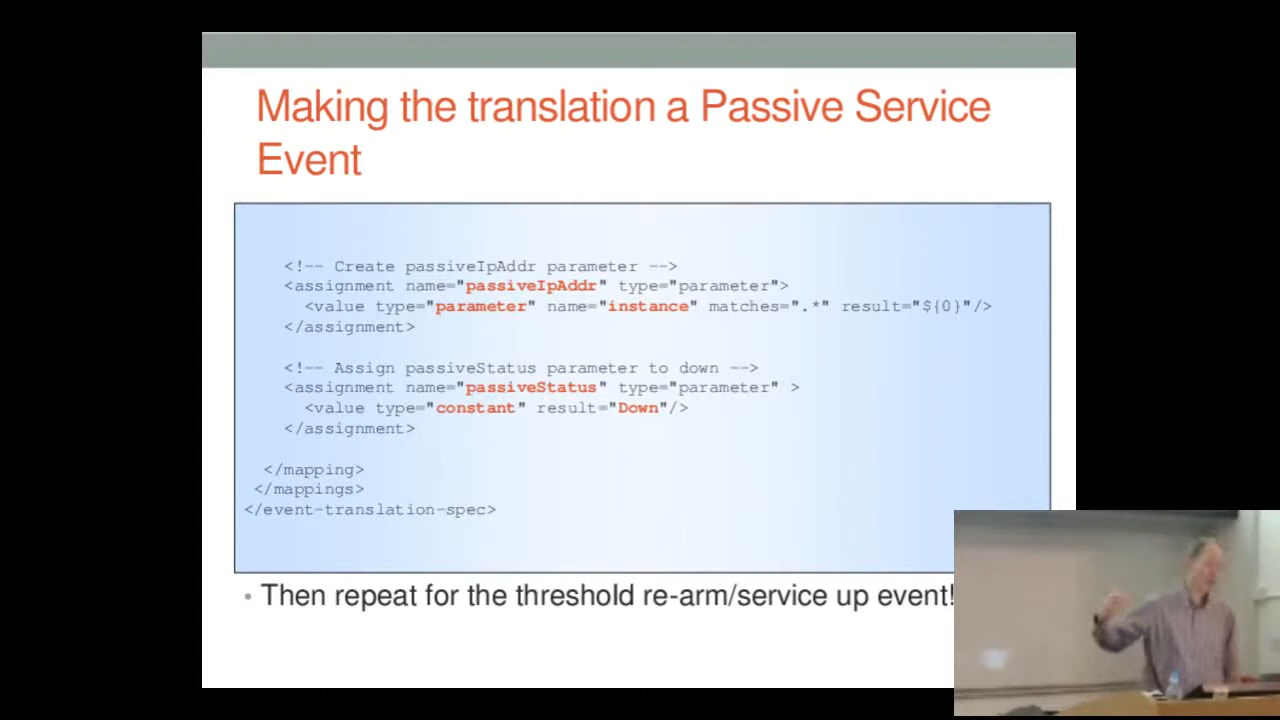 Making the translation a Passive Service
Event
<!-- Create passiveIpAddr parameter -->
<assignment name="passiveIpAddr" type="parameter">
<value type="parameter" name="instance" matches=".*" result="${0}"/>
</assignment>
<!-- Assign passiveStatus parameter to down -->
<assignment name="passiveStatus" type="parameter" >
<value type="constant" result="Down"/>
</assignment>
</mapping>
</mappings>
</event-translation-spec>
• Then repeat for the threshold re-arm/service up event!